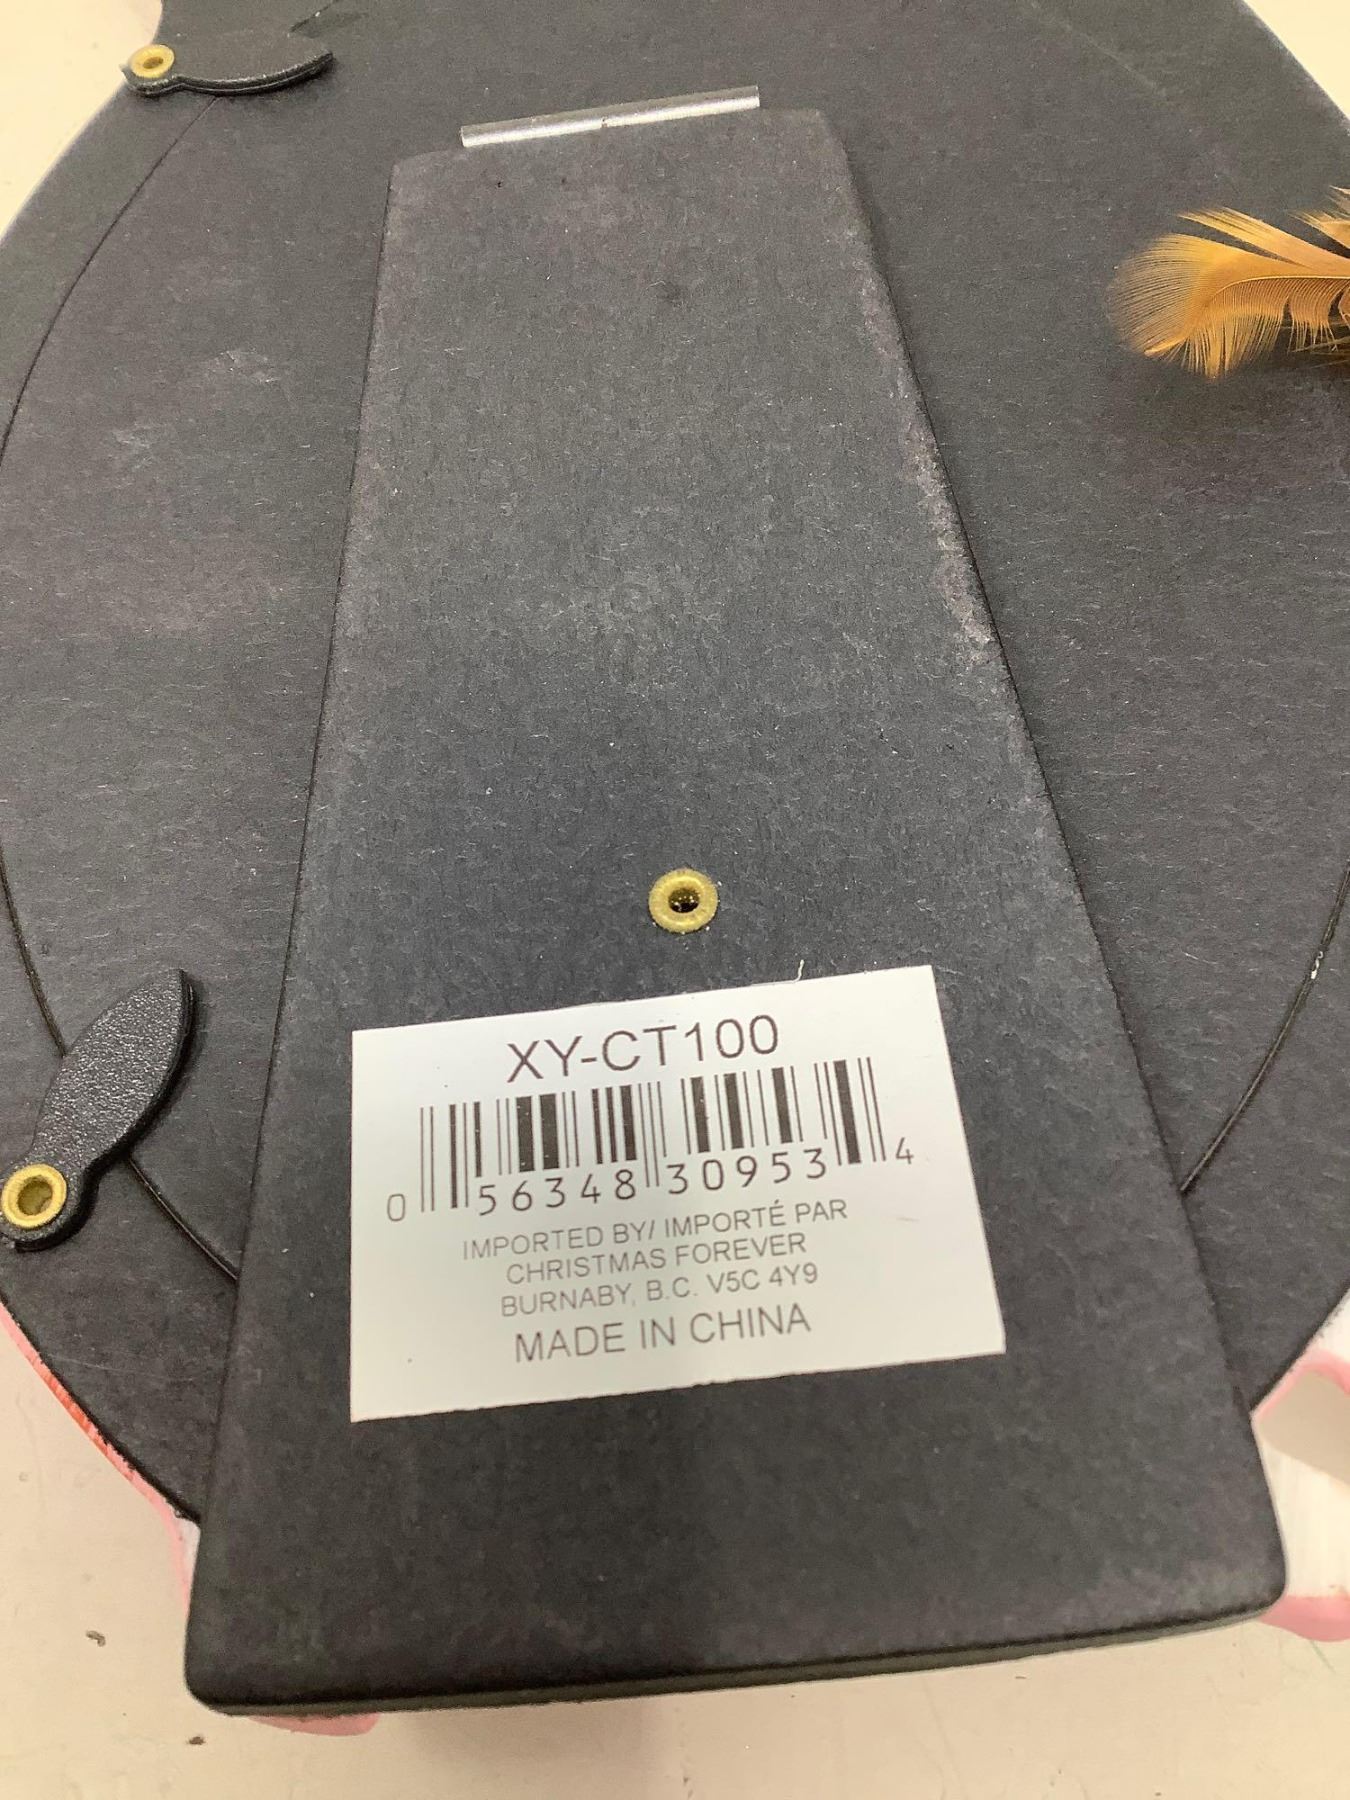 XY-CT100
0 56348 30953 4
IMPORTED BY/ IMPORTÉ PAR
CHRISTMAS FOREVER
BURNABY, B.C. V5C 4Y9
MADE IN CHINA